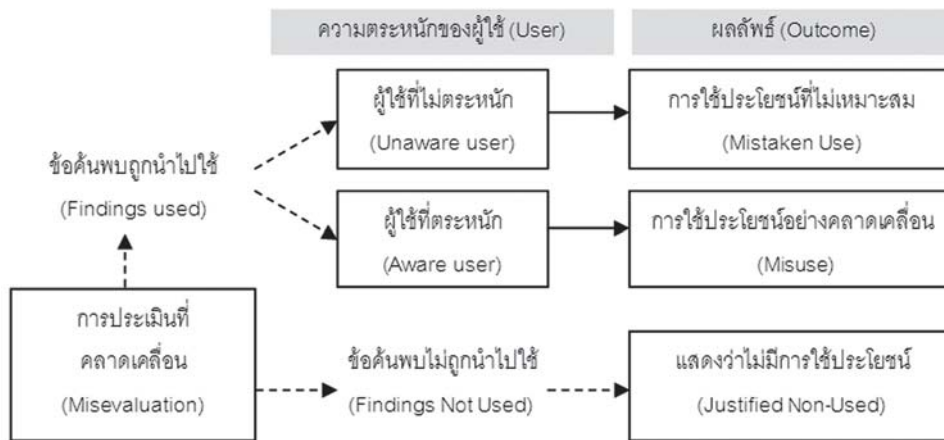 ความตระหนักของผู้ใช้ (User)
ผลลัพธ์ (Outcome)
ผู้ใช้ที่ไม่ตระหนัก
(Unaware user)
การใช้ประโยชน์ที่ไม่เหมาะสม
(Mistaken Use)
ข้อค้นพบถูกนำไปใช้
(Findings used)
ผู้ใช้ที่ตระหนัก
(Aware user)
การใช้ประโยชน์อย่างคลาดเคลื่อน
(Misuse)
การประเมินที่
คลาดเคลื่อน
(Misevaluation)
ข้อค้นพบไม่ถูกนำไปใช้
(Findings Not Used)
แสดงว่าไม่มีการใช้ประโยชน์
(Justified Non-Used)